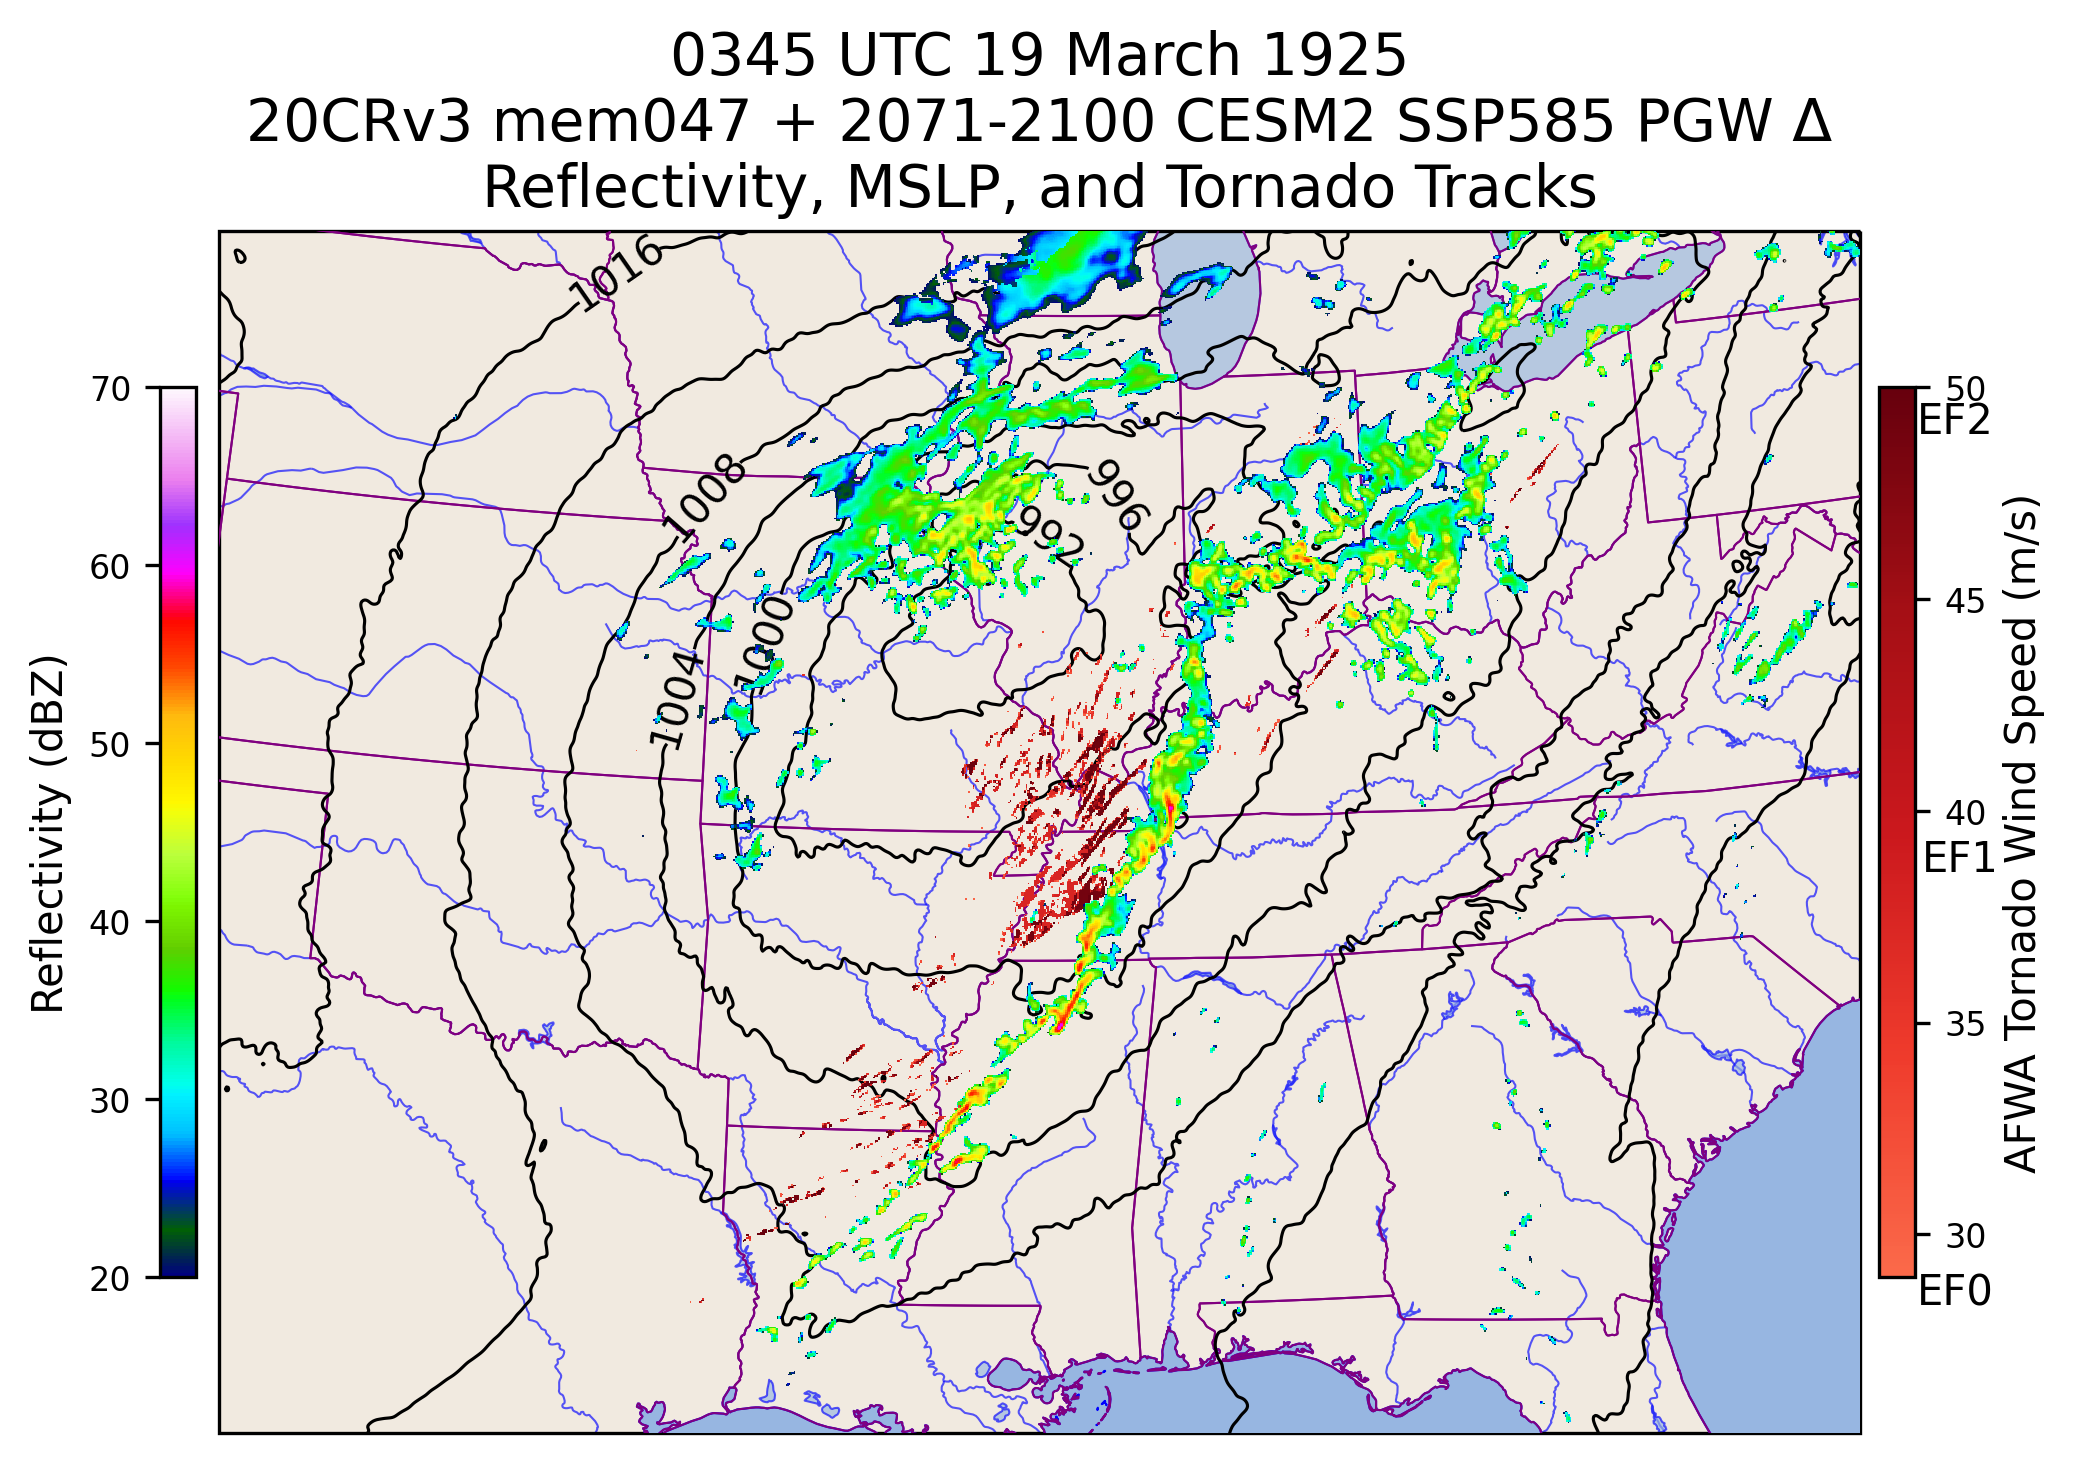 0345 UTC 19 March 1925
20CRv3 mem047 + 2071-2100 CESM2 SSP585 PGW Δ
Reflectivity, MSLP, and Tornado Tracks
1016
1008
996
992
1000
1004
70
60
50
40
30
20
Reflectivity (dBZ)
50
EF2
45
40
EF1
35
30
EF0
AFWA Tornado Wind Speed (m/s)